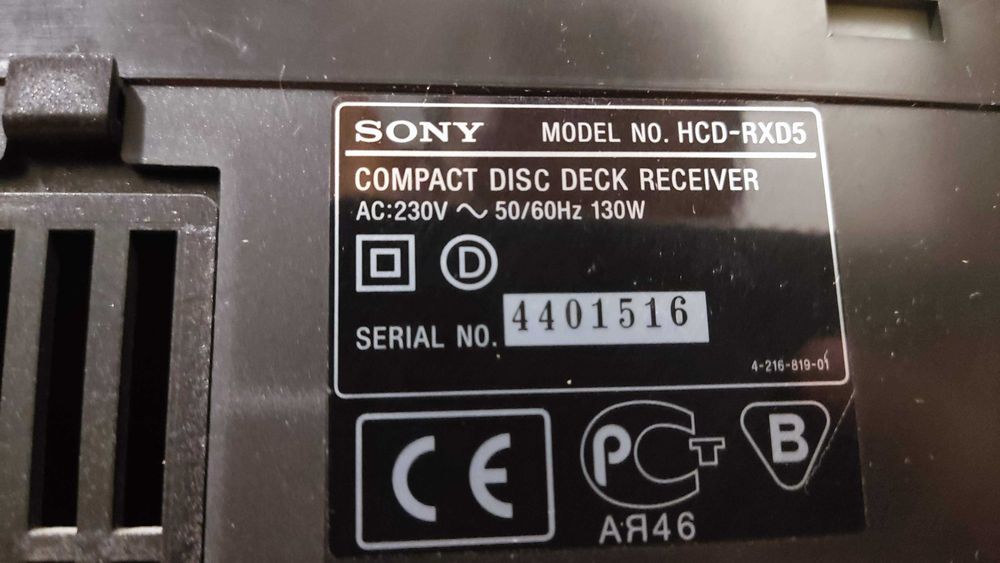 SONY MODEL NO. HCD-RXD5
COMPACT DISC DECK RECEIVER
AC:230V ~ 50/60Hz 130W
D
SERIAL NO. 4401516
4-216-819-01
CE PCT B
АЯ46